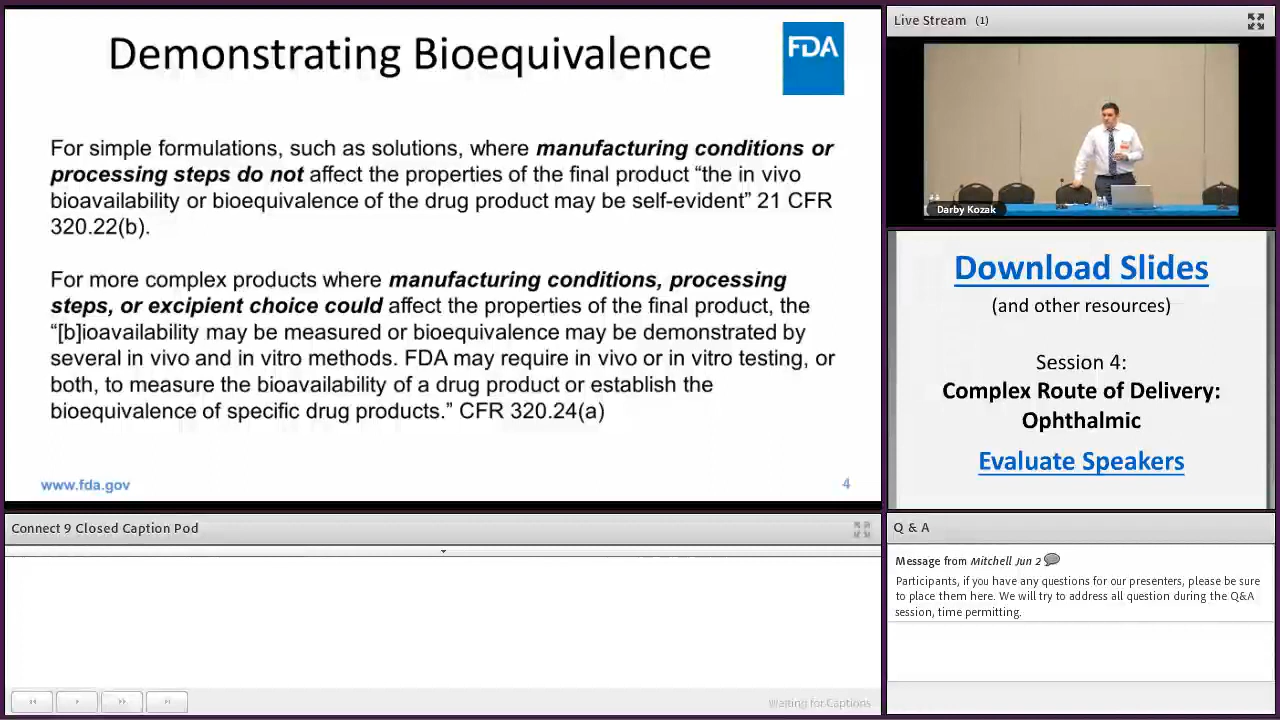 Demonstrating Bioequivalence
FDA
For simple formulations, such as solutions, where manufacturing conditions or
processing steps do not affect the properties of the final product “the in vivo
bioavailability or bioequivalence of the drug product may be self-evident” 21 CFR
320.22(b).
For more complex products where manufacturing conditions, processing
steps, or excipient choice could affect the properties of the final product, the
“[b]ioavailability may be measured or bioequivalence may be demonstrated by
several in vivo and in vitro methods. FDA may require in vivo or in vitro testing, or
both, to measure the bioavailability of a drug product or establish the
bioequivalence of specific drug products.” CFR 320.24(a)
www.fda.gov
4
Live Stream (1)
Darby Kozak
Download Slides
(and other resources)
Session 4:
Complex Route of Delivery:
Ophthalmic
Evaluate Speakers
Connect 9 Closed Caption Pod
Waiting for Captions
Q & A
Message from Mitchell Jun 2
Participants, if you have any questions for our presenters, please be sure
to place them here. We will try to address all question during the Q&A
session, time permitting.